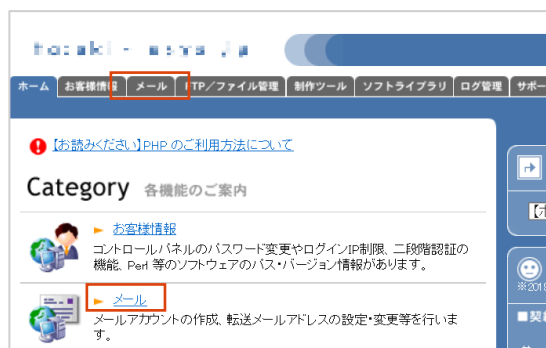 ホーム お客様情報 メール FTP/ファイル管理 制作ツール ソフトライブラリ ログ管理 サポー
【お読みください】PHP のご利用方法について
Category 各機能のご案内
► お客様情報
コントロールパネルのパスワード変更やログインIP制限、二段階認証の
機能、Perl 等のソフトウェアのパス・バージョン情報があります。
► メール
メールアカウントの作成、転送メールアドレスの設定・変更等を行いま
す。
※2019
■契